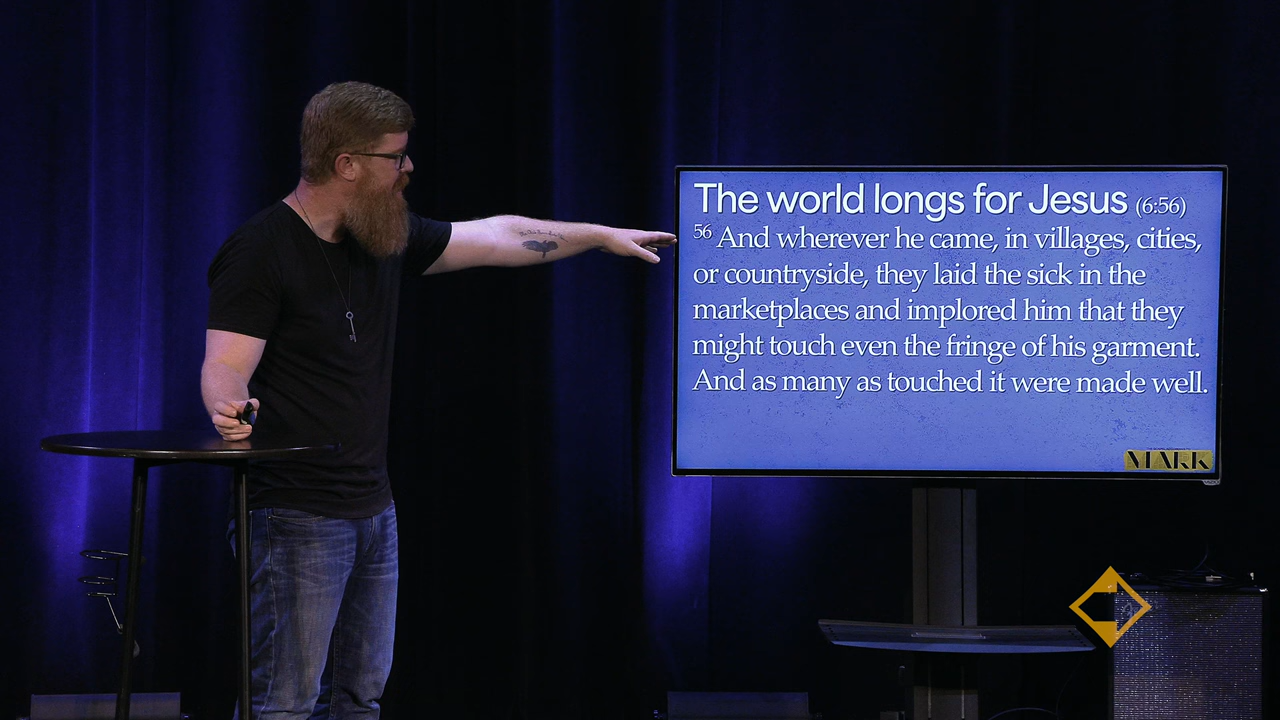 The world longs for Jesus (6:56)
56 And wherever he came, in villages, cities,
or countryside, they laid the sick in the
marketplaces and implored him that they
might touch even the fringe of his garment.
And as many as touched it were made well.
MARK